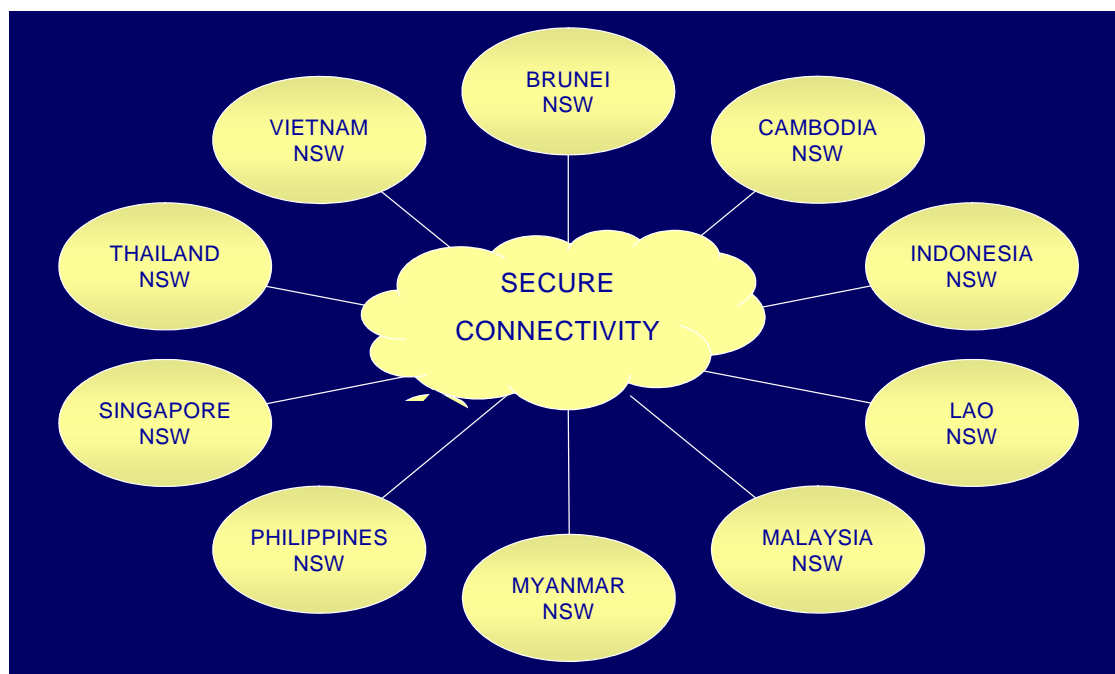 BRUNEI
NSW
VIETNAM
NSW
CAMBODIA
NSW
THAILAND
NSW
SECURE
CONNECTIVITY
INDONESIA
NSW
SINGAPORE
NSW
LAO
NSW
PHILIPPINES
NSW
MALAYSIA
NSW
MYANMAR
NSW